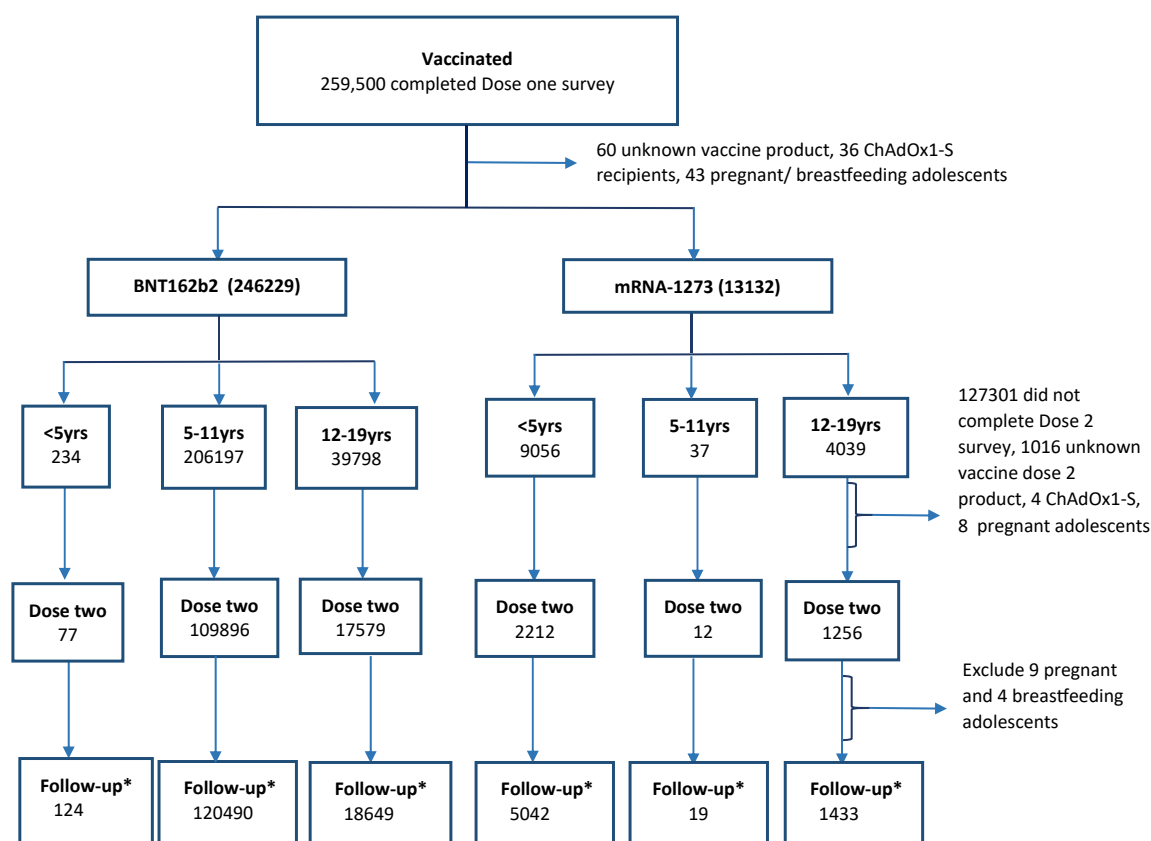 Vaccinated
259,500 completed Dose one survey
60 unknown vaccine product, 36 ChAdOx1-S
recipients, 43 pregnant/ breastfeeding adolescents
BNT162b2 (246229)
mRNA-1273 (13132)
<5yrs
234
5-11yrs
206197
12-19yrs
39798
<5yrs
9056
5-11yrs
37
12-19yrs
4039
127301 did not
complete Dose 2
survey, 1016 unknown
vaccine dose 2
product, 4 ChAdOx1-S,
8 pregnant adolescents
Dose two
77
Dose two
109896
Dose two
17579
Dose two
2212
Dose two
12
Dose two
1256
Exclude 9 pregnant
and 4 breastfeeding
adolescents
Follow-up*
124
Follow-up*
120490
Follow-up*
18649
Follow-up*
5042
Follow-up*
19
Follow-up*
1433